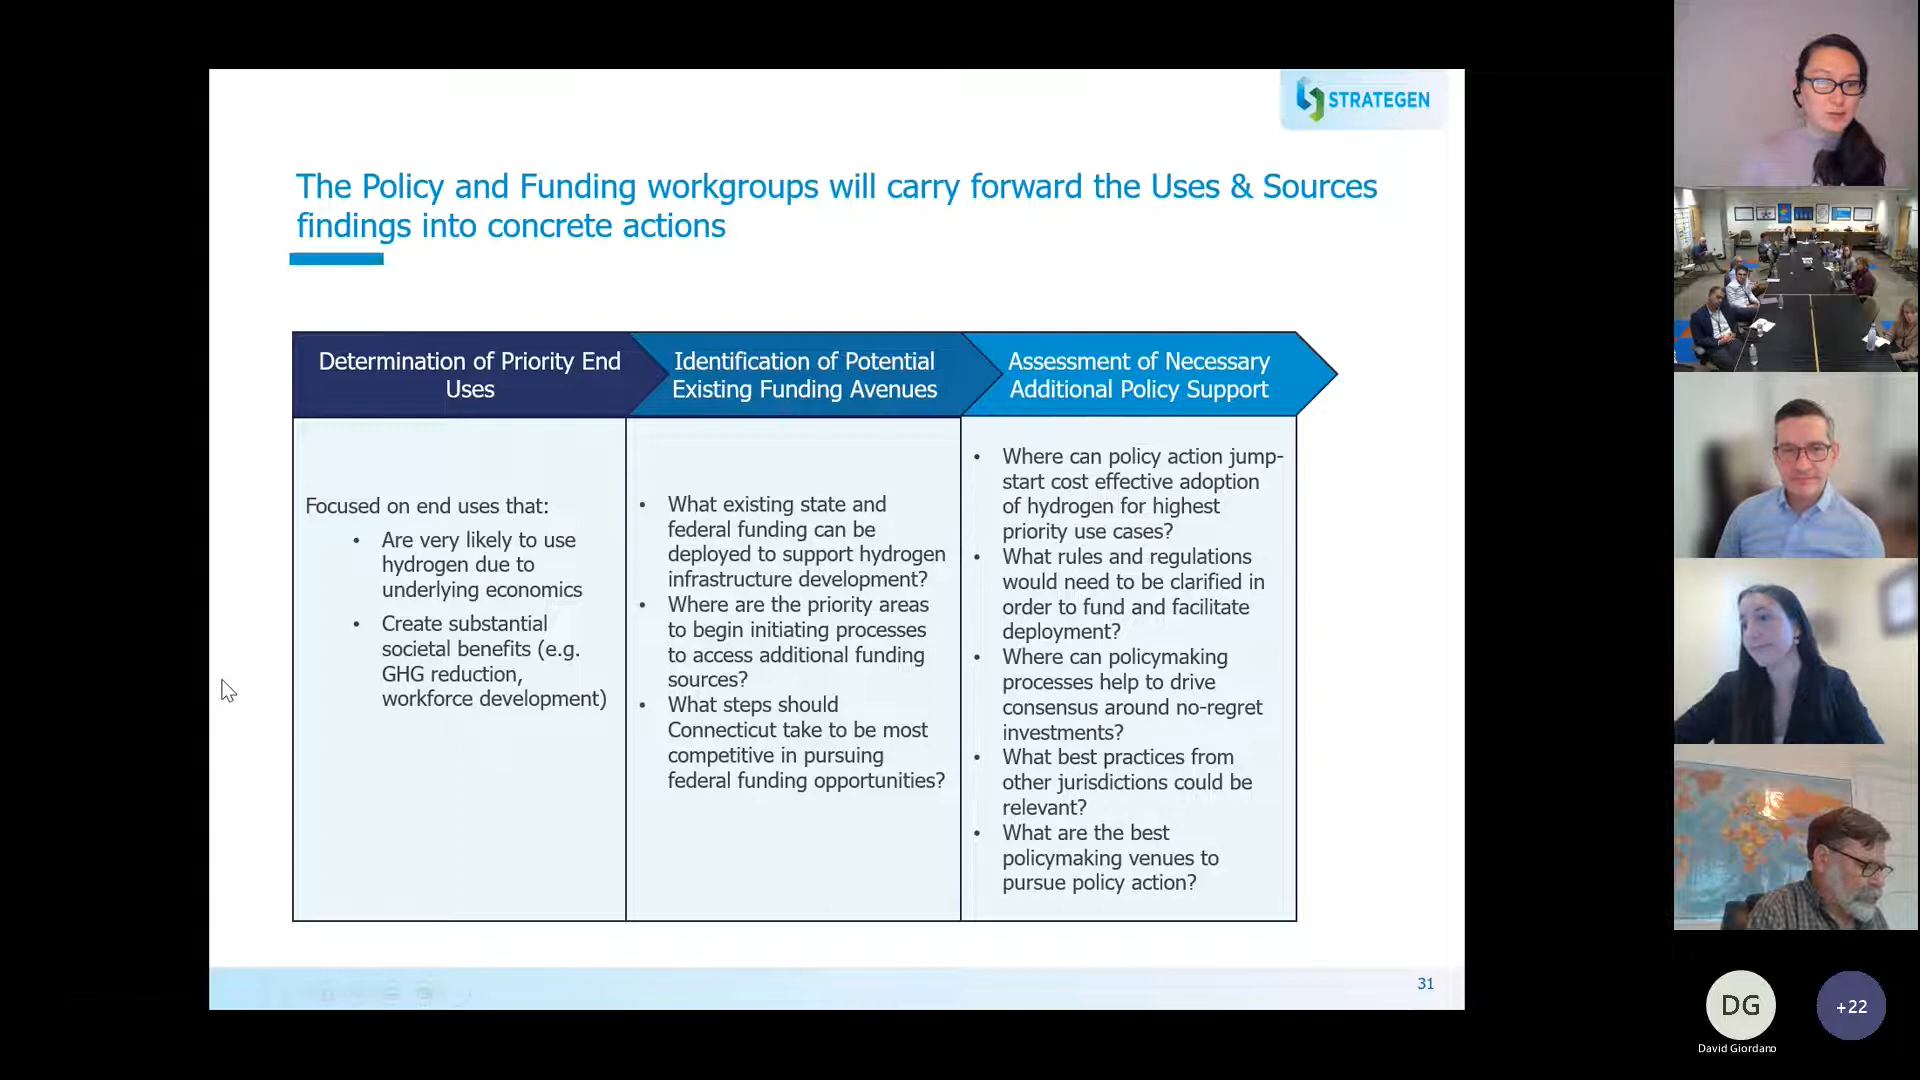 STRATEGEN
The Policy and Funding workgroups will carry forward the Uses & Sources
findings into concrete actions
Determination of Priority End
Uses
Identification of Potential
Existing Funding Avenues
Assessment of Necessary
Additional Policy Support
Focused on end uses that:
• Are very likely to use
hydrogen due to
underlying economics
• Create substantial
societal benefits (e.g.
GHG reduction,
workforce development)
• What existing state and
federal funding can be
deployed to support hydrogen
infrastructure development?
• Where are the priority areas
to begin initiating processes
to access additional funding
sources?
• What steps should
Connecticut take to be most
competitive in pursuing
federal funding opportunities?
• Where can policy action jump-
start cost effective adoption
of hydrogen for highest
priority use cases?
• What rules and regulations
would need to be clarified in
order to fund and facilitate
deployment?
• Where can policymaking
processes help to drive
consensus around no-regret
investments?
• What best practices from
other jurisdictions could be
relevant?
• What are the best
policymaking venues to
pursue policy action?
31
DG
+22
David Giordano